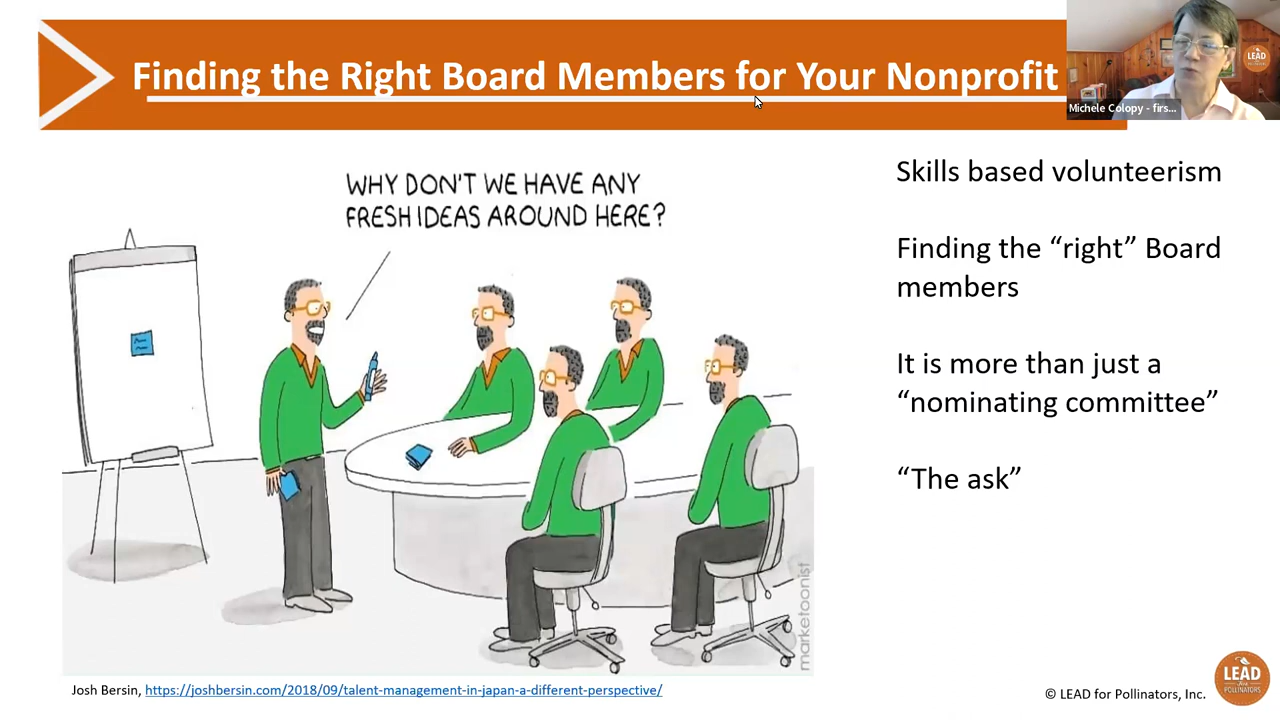 Finding the Right Board Members for Your Nonprofit
LEAD
Michele Colopy - firs...
WHY DON'T WE HAVE ANY
FRESH IDEAS AROUND HERE?
Skills based volunteerism
Finding the “right” Board
members
It is more than just a
“nominating committee”
“The ask”
marketoonist
Josh Bersin, https://joshbersin.com/2018/09/talent-management-in-japan-a-different-perspective/
© LEAD for Pollinators, Inc.
LEAD
for
POLLINATORS